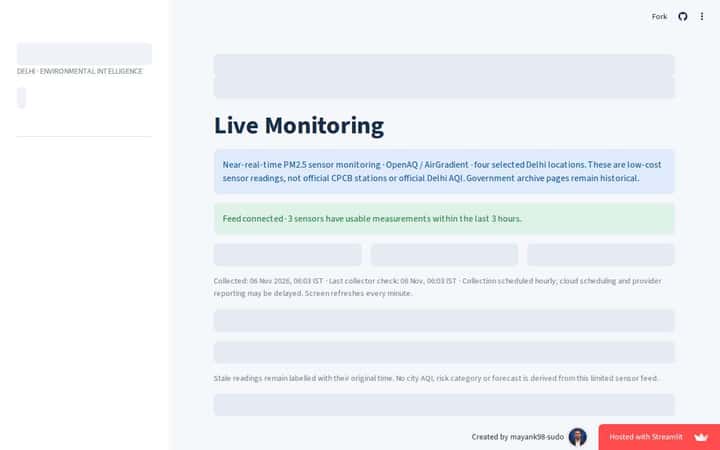 Fork
DELHI · ENVIRONMENTAL INTELLIGENCE
Live Monitoring
Near-real-time PM2.5 sensor monitoring · OpenAQ / AirGradient · four selected Delhi locations. These are low-cost
sensor readings, not official CPCB stations or official Delhi AQI. Government archive pages remain historical.
Feed connected · 3 sensors have usable measurements within the last 3 hours.
Collected: 06 Nov 2026, 06:03 IST · Last collector check: 06 Nov, 06:03 IST · Collection scheduled hourly; cloud scheduling and provider
reporting may be delayed. Screen refreshes every minute.
Stale readings remain labelled with their original time. No city AQI, risk category or forecast is derived from this limited sensor feed.
Created by mayank98-sudo
Hosted with Streamlit